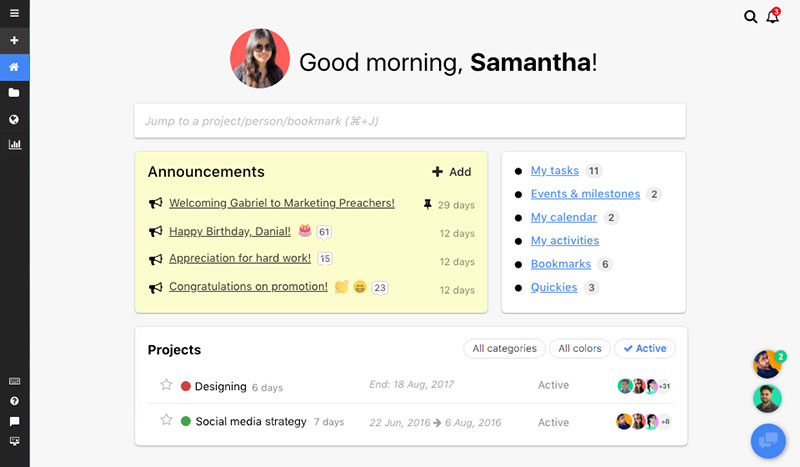 3
Good morning, Samantha!
Jump to a project/person/bookmark (⌘+J)
Announcements
Add
Welcoming Gabriel to Marketing Preachers! 29 days
Happy Birthday, Danial! 61 12 days
Appreciation for hard work! 15 12 days
Congratulations on promotion! 23 12 days
My tasks 11
Events & milestones 2
My calendar 2
My activities
Bookmarks 6
Quickies 3
Projects
All categories All colors Active
Designing 6 days End: 18 Aug, 2017 Active +31
Social media strategy 7 days 22 Jun, 2016 → 6 Aug, 2016 Active +8
2